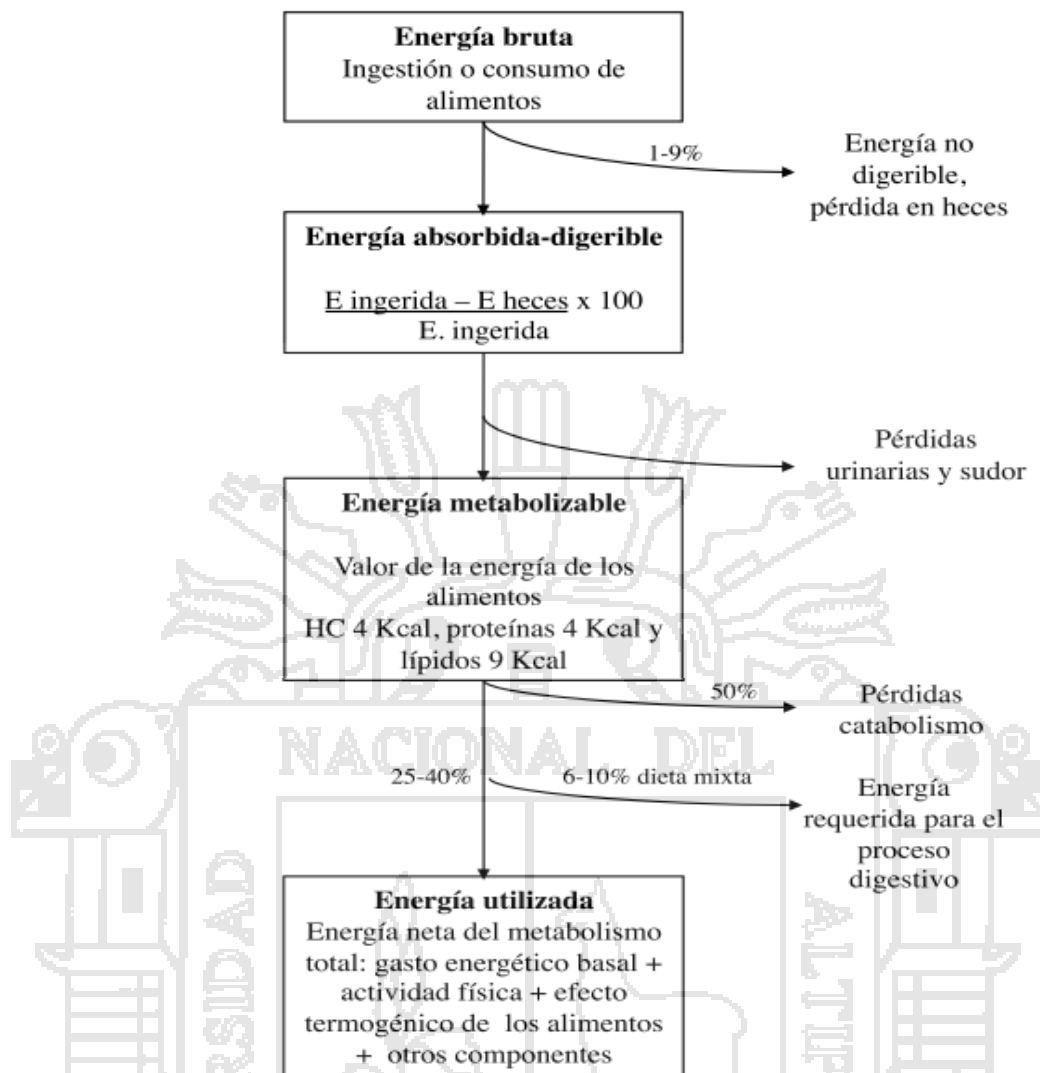 Energía bruta
Ingestión o consumo de
alimentos
1-9%
Energía no
digerible,
pérdida en heces
Energía absorbida-digerible
E ingerida – E heces x 100
E. ingerida
Pérdidas
urinarias y sudor
Energía metabolizable
Valor de la energía de los
alimentos
HC 4 Kcal, proteínas 4 Kcal y
lípidos 9 Kcal
50%
Pérdidas
catabolismo
NACIONAL DEL
25-40%
6-10% dieta mixta
Energía
requerida para el
proceso
digestivo
Energía utilizada
Energía neta del metabolismo
total: gasto energético basal +
actividad física + efecto
termogénico de los alimentos
+ otros componentes